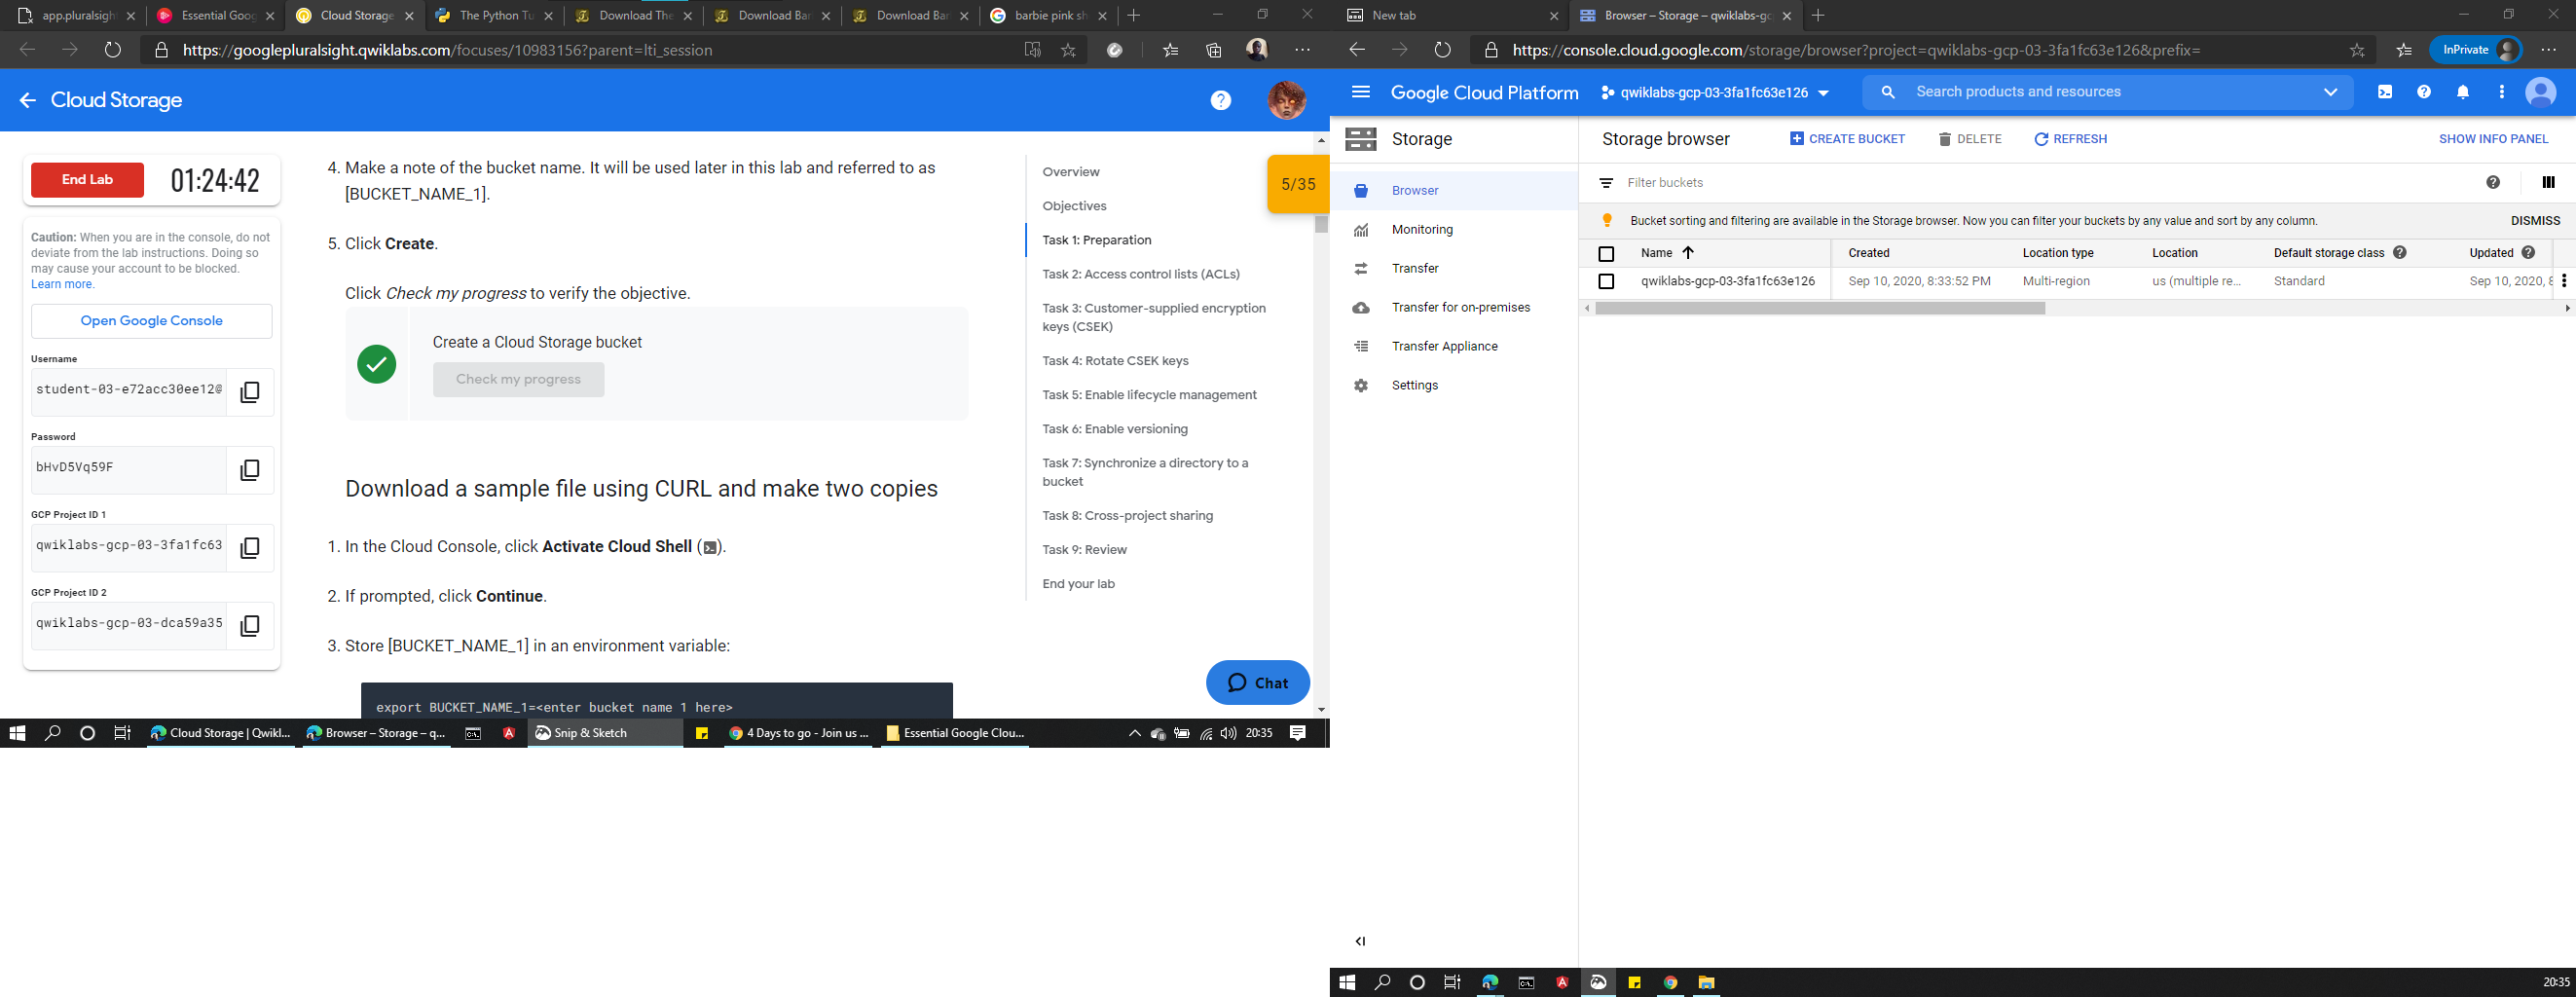 app.pluralsight
Essential Goog
Cloud Storage
The Python Tu
Download The
Download Bar
Download Bar
barbie pink sh
https://googlepluralsight.qwiklabs.com/focuses/10983156?parent=lti_session
Cloud Storage
End Lab
01:24:42
Caution: When you are in the console, do not
deviate from the lab instructions. Doing so
may cause your account to be blocked.
Learn more.
Open Google Console
Username
student-03-e72acc30ee12@
Password
bHvD5Vq59F
GCP Project ID 1
qwiklabs-gcp-03-3fa1fc63
GCP Project ID 2
qwiklabs-gcp-03-dca59a35
4. Make a note of the bucket name. It will be used later in this lab and referred to as
[BUCKET_NAME_1].
5. Click Create.
Click Check my progress to verify the objective.
Create a Cloud Storage bucket
Check my progress
Download a sample file using CURL and make two copies
1. In the Cloud Console, click Activate Cloud Shell ( ).
2. If prompted, click Continue.
3. Store [BUCKET_NAME_1] in an environment variable:
export BUCKET_NAME_1=<enter bucket name 1 here>
Overview
Objectives
Task 1: Preparation
Task 2: Access control lists (ACLs)
Task 3: Customer-supplied encryption
keys (CSEK)
Task 4: Rotate CSEK keys
Task 5: Enable lifecycle management
Task 6: Enable versioning
Task 7: Synchronize a directory to a
bucket
Task 8: Cross-project sharing
Task 9: Review
End your lab
5/35
Chat
Cloud Storage | Qwikl...
Browser – Storage – q...
Snip & Sketch
4 Days to go - Join us ...
Essential Google Clou...
20:35
New tab
Browser – Storage – qwiklabs-gc
https://console.cloud.google.com/storage/browser?project=qwiklabs-gcp-03-3fa1fc63e126&prefix=
InPrivate
Google Cloud Platform
qwiklabs-gcp-03-3fa1fc63e126
Search products and resources
Storage
Storage browser
CREATE BUCKET
DELETE
REFRESH
SHOW INFO PANEL
Browser
Monitoring
Transfer
Transfer for on-premises
Transfer Appliance
Settings
Filter buckets
Bucket sorting and filtering are available in the Storage browser. Now you can filter your buckets by any value and sort by any column.
DISMISS
Name Created Location type Location Default storage class Updated
qwiklabs-gcp-03-3fa1fc63e126 Sep 10, 2020, 8:33:52 PM Multi-region us (multiple re... Standard Sep 10, 2020, 8
20:35